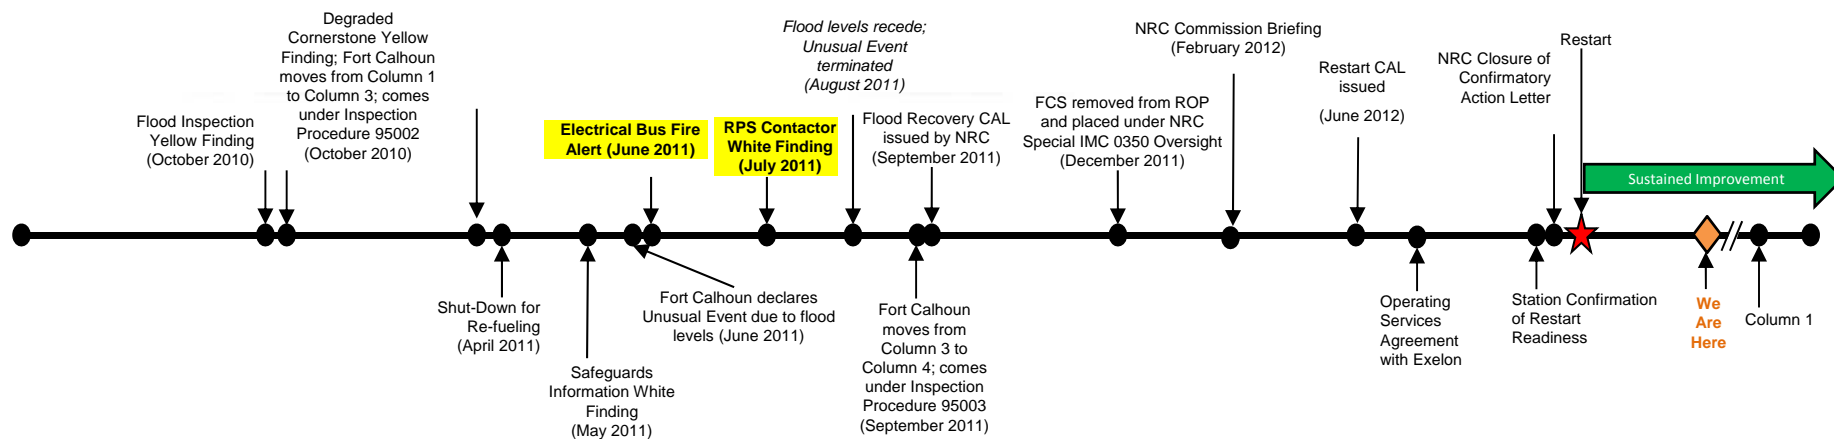 Flood Inspection
Yellow Finding
(October 2010)
Degraded
Cornerstone Yellow
Finding; Fort Calhoun
moves from Column 1
to Column 3; comes
under Inspection
Procedure 95002
(October 2010)
Electrical Bus Fire
Alert (June 2011)
RPS Contactor
White Finding
(July 2011)
Flood levels recede;
Unusual Event
terminated
(August 2011)
Flood Recovery CAL
issued by NRC
(September 2011)
FCS removed from ROP
and placed under NRC
Special IMC 0350 Oversight
(December 2011)
NRC Commission Briefing
(February 2012)
Restart CAL
issued
(June 2012)
NRC Closure of
Confirmatory
Action Letter
Restart
Sustained Improvement
Shut-Down for
Re-fueling
(April 2011)
Safeguards
Information White
Finding
(May 2011)
Fort Calhoun declares
Unusual Event due to flood
levels (June 2011)
Fort Calhoun
moves from
Column 3 to
Column 4; comes
under Inspection
Procedure 95003
(September 2011)
Operating
Services
Agreement
with Exelon
Station Confirmation
of Restart
Readiness
We
Are
Here
Column 1